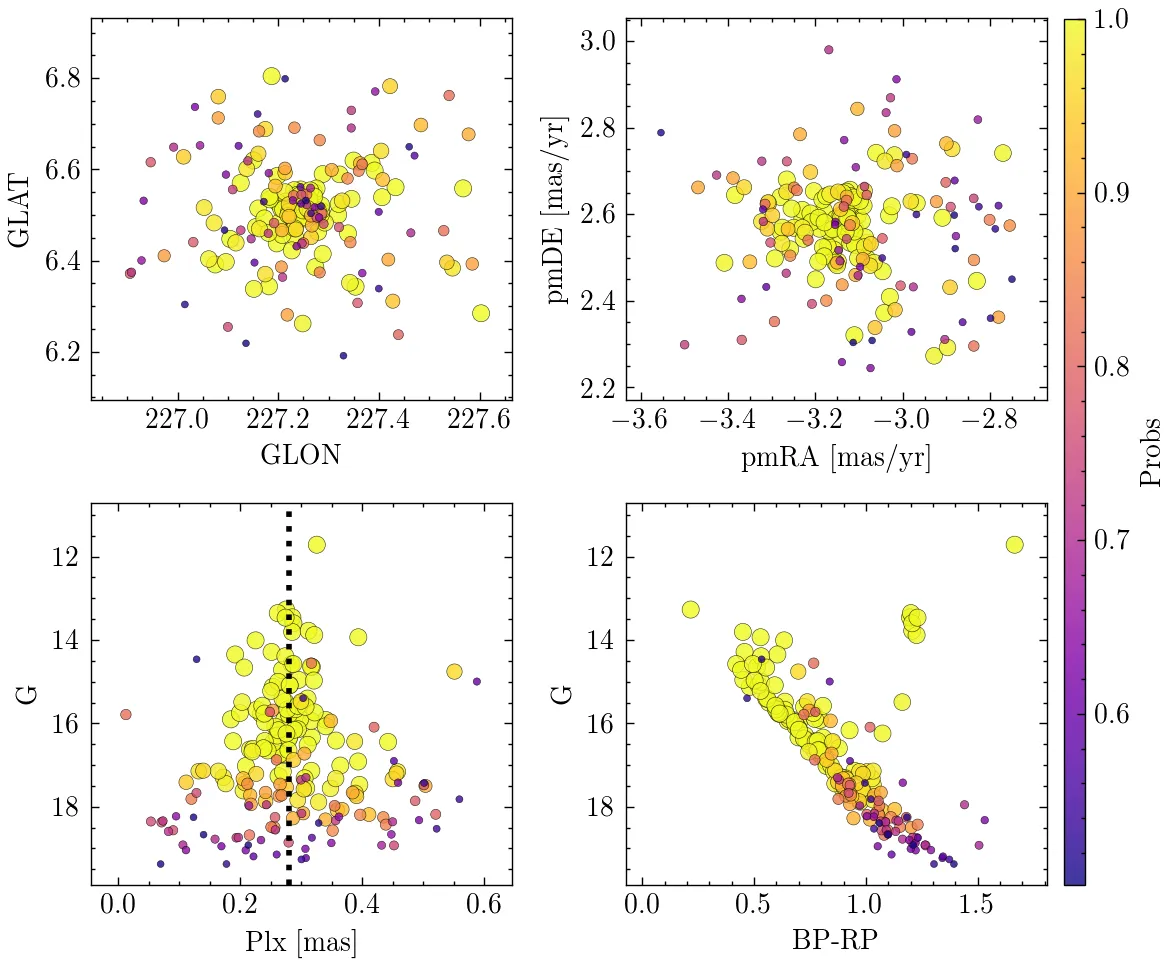 6.8
6.6
6.4
6.2
GLAT
227.0 227.2 227.4 227.6
GLON
3.0
2.8
2.6
2.4
2.2
pmDE [mas/yr]
−3.6 −3.4 −3.2 −3.0 −2.8
pmRA [mas/yr]
12
14
16
18
G
0.0 0.2 0.4 0.6
Plx [mas]
12
14
16
18
G
0.0 0.5 1.0 1.5
BP-RP
1.0
0.9
0.8
0.7
0.6
Probs